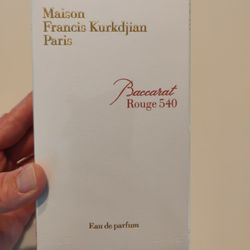 Maison
Francis Kurkdjian
Paris
Baccarat
Rouge 540
Eau de parfum